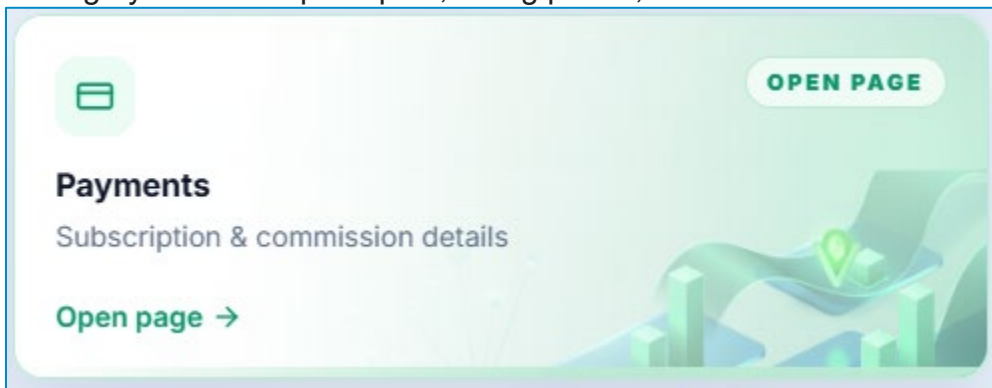 OPEN PAGE
Payments
Subscription & commission details
Open page →